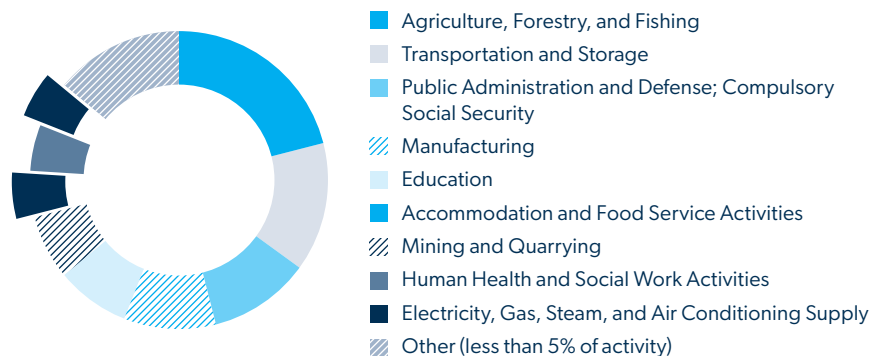 Agriculture, Forestry, and Fishing
Transportation and Storage
Public Administration and Defense; Compulsory
Social Security
Manufacturing
Education
Accommodation and Food Service Activities
Mining and Quarrying
Human Health and Social Work Activities
Electricity, Gas, Steam, and Air Conditioning Supply
Other (less than 5% of activity)